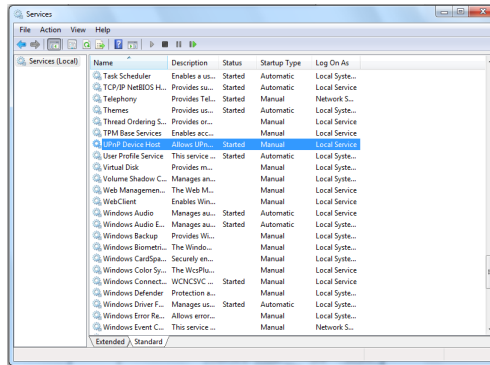 Services
File Action View Help
Services (Local)
Name Description Status Startup Type Log On As
Task Scheduler Enables a us... Started Automatic Local Syste...
TCP/IP NetBIOS H... Provides su... Started Automatic Local Service
Telephony Provides Tel... Started Manual Network S...
Themes Provides us... Started Automatic Local Syste...
Thread Ordering S... Provides or... Manual Local Service
TPM Base Services Enables acc... Manual Local Service
UPnP Device Host Allows UPn... Started Manual Local Service
User Profile Service This service ... Started Automatic Local Syste...
Virtual Disk Provides m... Manual Local Syste...
Volume Shadow C... Manages an... Manual Local Syste...
Web Managemen... The Web M... Manual Local Service
WebClient Enables Win... Manual Local Service
Windows Audio Manages au... Started Automatic Local Service
Windows Audio E... Manages au... Started Automatic Local Syste...
Windows Backup Provides Wi... Manual Local Syste...
Windows Biometri... The Windo... Manual Local Syste...
Windows CardSpa... Securely en... Manual Local Syste...
Windows Color Sy... The WcsPlu... Manual Local Service
Windows Connect... WCNCSVC ... Started Manual Local Service
Windows Defender Protection a... Manual Local Syste...
Windows Driver F... Manages us... Started Automatic Local Syste...
Windows Error Re... Allows error... Manual Local Syste...
Windows Event C... This service ... Manual Network S...
Extended Standard